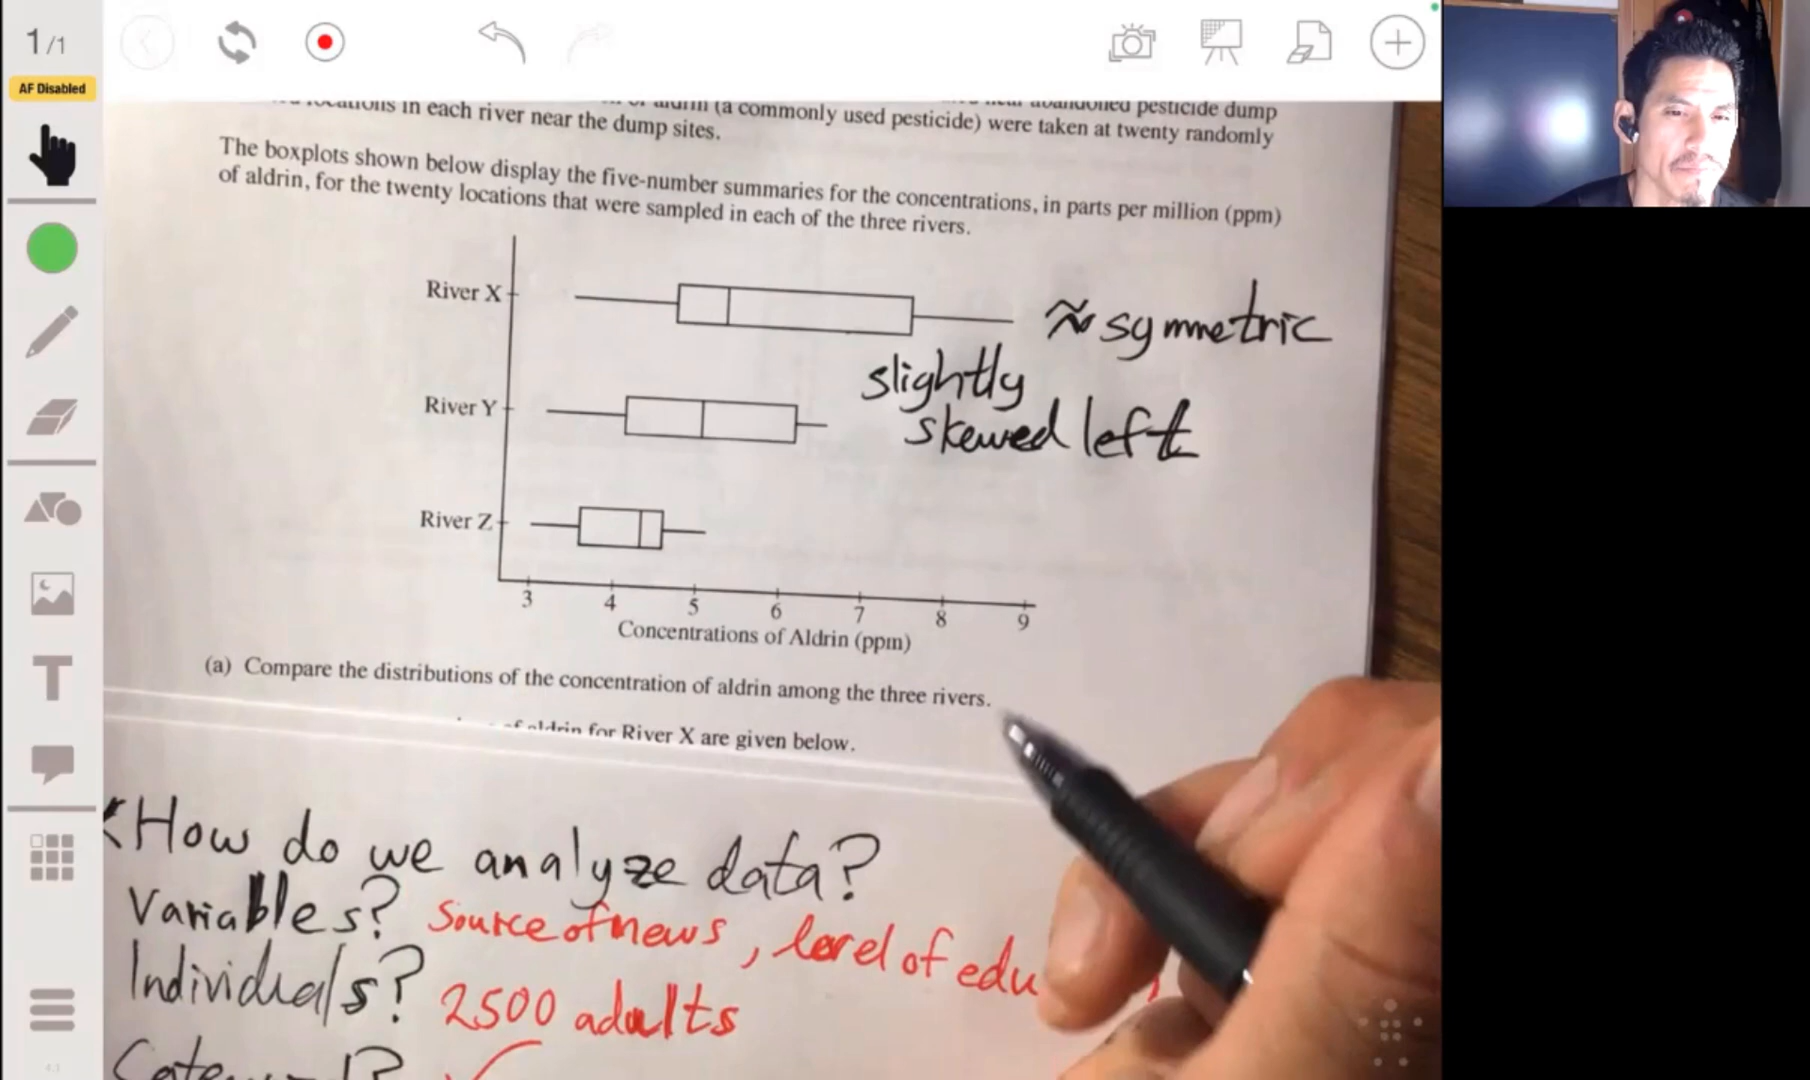 1/1
AF Disabled
locations in each river near the dump sites. (a commonly used pesticide) were taken at twenty randomly
abandoned pesticide dump
The boxplots shown below display the five-number summaries for the concentrations, in parts per million (ppm)
of aldrin, for the twenty locations that were sampled in each of the three rivers.
River X
≈ symmetric
slightly
skewed left
River Y
River Z
3 4 5 6 7 8 9
Concentrations of Aldrin (ppm)
(a) Compare the distributions of the concentration of aldrin among the three rivers.
of aldrin for River X are given below.
How do we analyze data?
Variables? Source of news, level of edu
Individuals? 2500 adults
T